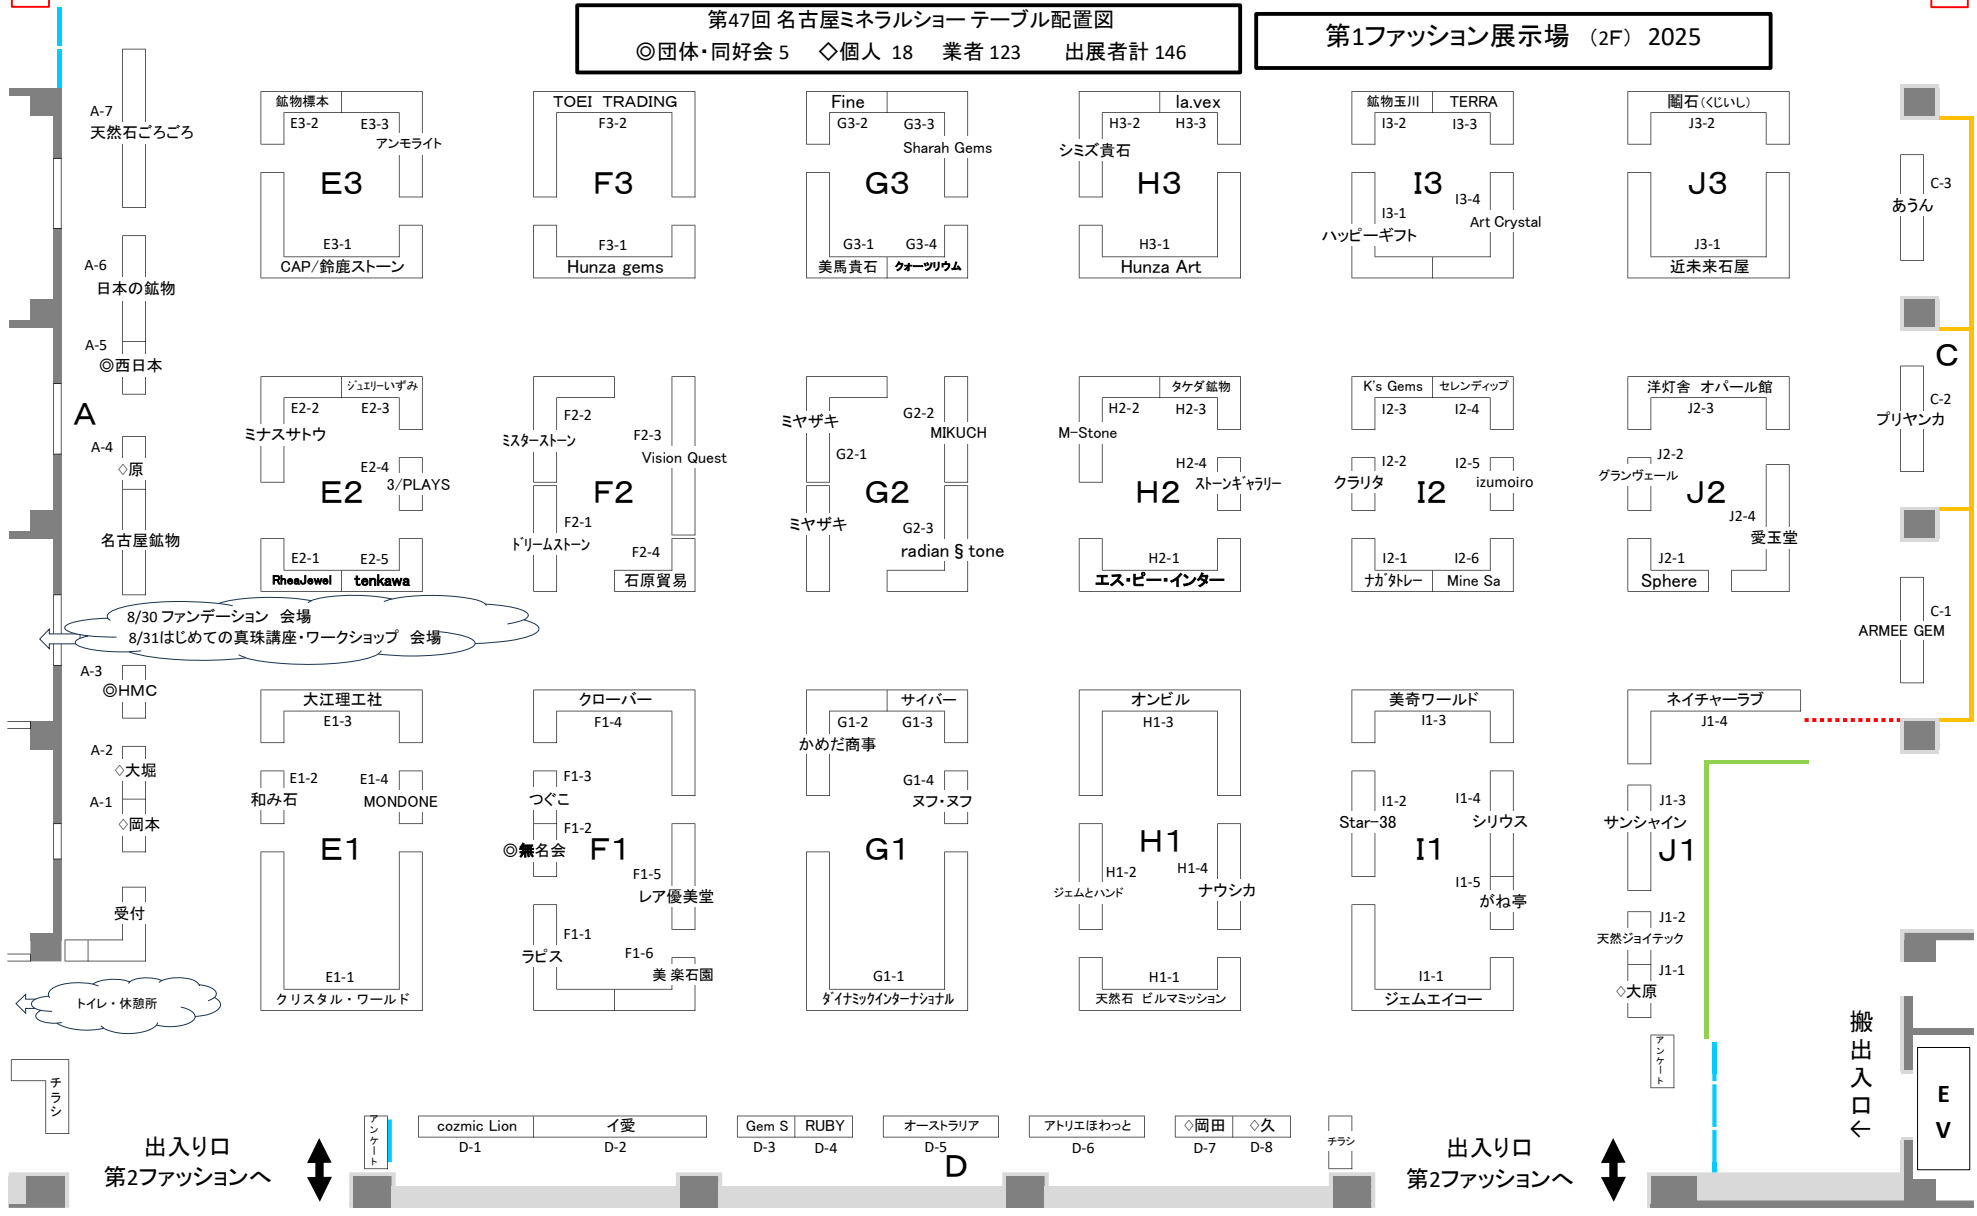 第47回 名古屋ミネラルショー テーブル配置図
◎団体・同好会 5 ◇個人 18 業者 123 出展者計 146
第1ファッション展示場 （2F） 2025
A-7
天然石ごろごろ
A-6
日本の鉱物
A-5
◎西日本
A
A-4
◇原
名古屋鉱物
8/30 ファンデーション 会場
8/31はじめての真珠講座・ワークショップ 会場
A-3
◎HMC
A-2
◇大堀
A-1
◇岡本
受付
トイレ・休憩所
チラシ
鉱物標本
E3-2 E3-3
アンモライト
E3
E3-1
CAP/鈴鹿ストーン
TOEI TRADING
F3-2
F3
F3-1
Hunza gems
Fine
G3-2 G3-3
Sharah Gems
G3
G3-1 G3-4
美馬貴石 クォーツリウム
la.vex
H3-2 H3-3
シミズ貴石
H3
H3-1
Hunza Art
鉱物玉川 TERRA
I3-2 I3-3
I3
I3-4
I3-1 Art Crystal
ハッピーギフト
鬮石（くじいし）
J3-2
J3
J3-1
近未来石屋
C-3
あうん
C
C-2
プリヤンカ
C-1
ARMEE GEM
ジュエリーいずみ
E2-2 E2-3
ミナスサトウ
E2-4
3/PLAYS
E2
E2-1 E2-5
RheaJewel tenkawa
F2-2
ミスターストーン F2-3
Vision Quest
F2
F2-1
ドリームストーン F2-4
石原貿易
ミヤザキ G2-2
MIKUCH
G2-1
G2
ミヤザキ G2-3
radian § tone
タケダ鉱物
H2-2 H2-3
M-Stone
H2-4
ストーンギャラリー
H2
H2-1
エス・ピー・インター
K's Gems セレンディップ
I2-3 I2-4
I2-2 I2-5
クラリタ izumoiro
I2
I2-1 I2-6
ナガタトレー Mine Sa
洋灯舎 オパール館
J2-3
J2-2
グランヴェール
J2
J2-4
愛玉堂
J2-1
Sphere
大江理工社
E1-3
E1-2 E1-4
和み石 MONDONE
E1
E1-1
クリスタル・ワールド
クローバー
F1-4
F1-3
つぐこ
F1-2
◎無名会
F1
F1-5
レア優美堂
F1-1
ラピス F1-6
美 楽石園
サイバー
G1-2 G1-3
かめだ商事
G1-4
ヌフ・ヌフ
G1
G1-1
ダイナミックインターナショナル
オンビル
H1-3
H1
H1-2 H1-4
ジェムとハンド ナウシカ
H1-1
天然石 ビルマミッション
美奇ワールド
I1-3
I1-2 I1-4
Star-38 シリウス
I1
I1-5
がね亭
I1-1
ジェムエイコー
ネイチャーラブ
J1-4
J1-3
サンシャイン
J1
J1-2
天然ジョイテック
J1-1
◇大原
アンケート
搬出入口←
EV
出入り口
第2ファッションへ
アンケート
cozmic Lion イ愛
D-1 D-2
Gem S RUBY
D-3 D-4
オーストラリア
D-5
D
アトリエほわっと
D-6
◇岡田 ◇久
D-7 D-8
チラシ
出入り口
第2ファッションへ